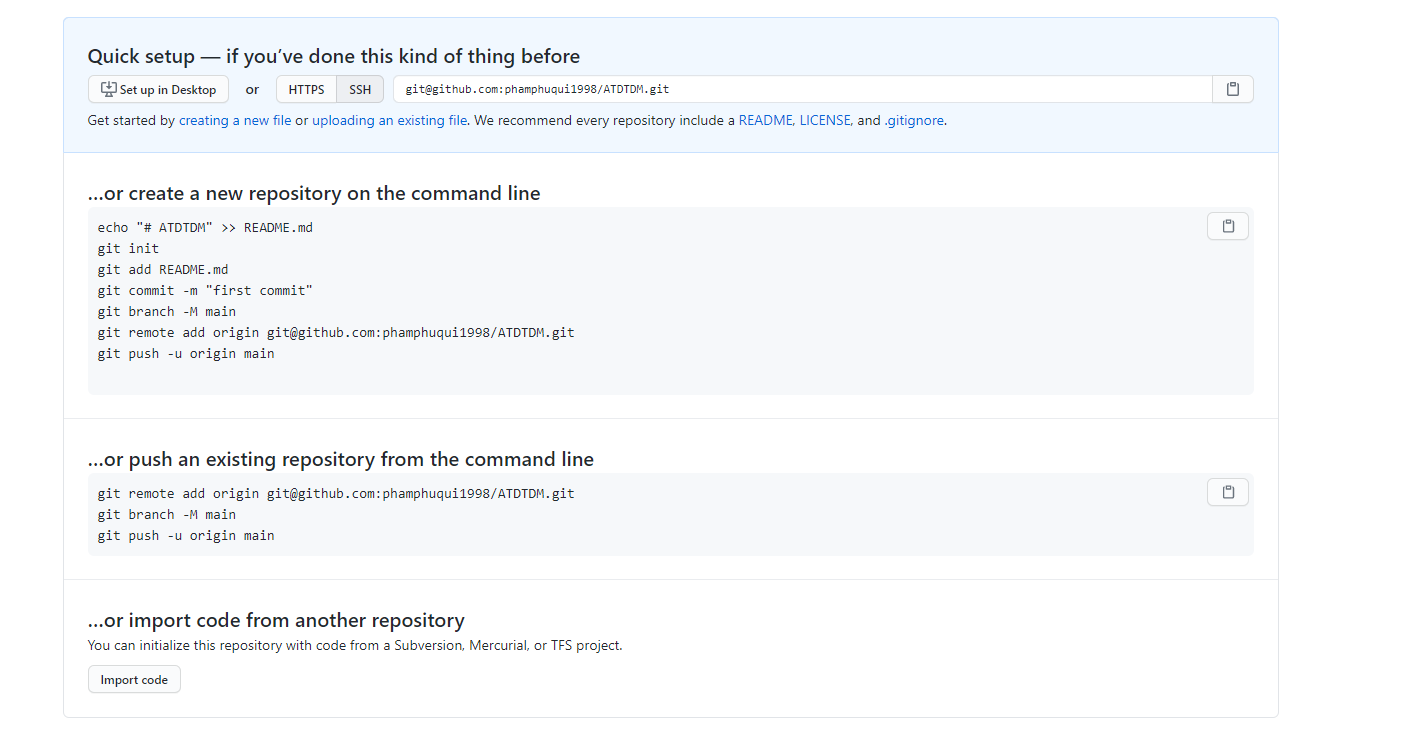 Quick setup — if you’ve done this kind of thing before
Set up in Desktop or HTTPS SSH git@github.com:phamphuqui1998/ATDTDM.git
Get started by creating a new file or uploading an existing file. We recommend every repository include a README, LICENSE, and .gitignore.
…or create a new repository on the command line
echo "# ATDTDM" >> README.md
git init
git add README.md
git commit -m "first commit"
git branch -M main
git remote add origin git@github.com:phamphuqui1998/ATDTDM.git
git push -u origin main
…or push an existing repository from the command line
git remote add origin git@github.com:phamphuqui1998/ATDTDM.git
git branch -M main
git push -u origin main
…or import code from another repository
You can initialize this repository with code from a Subversion, Mercurial, or TFS project.
Import code